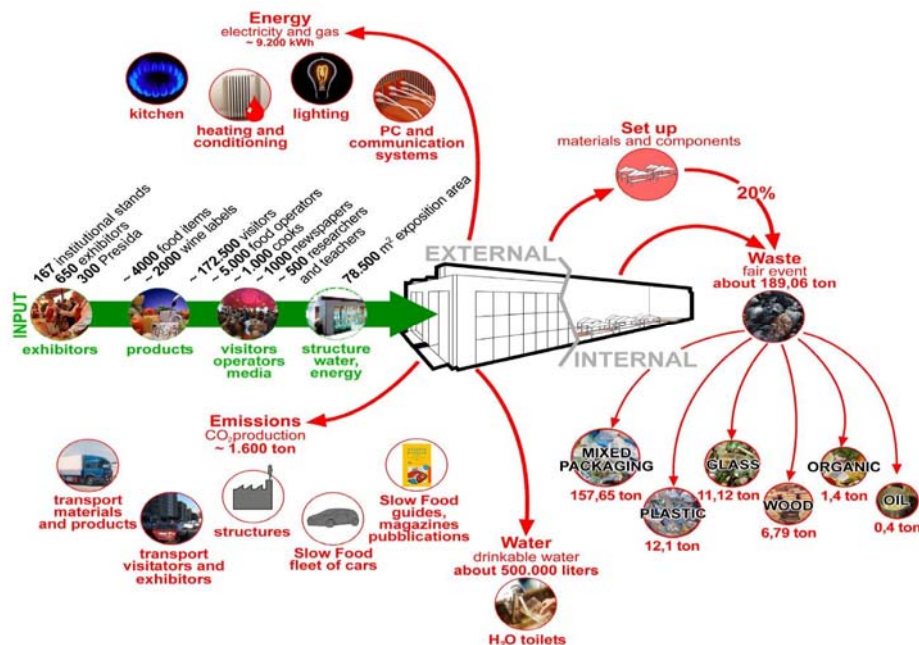 Energy
electricity and gas
~ 9.200 kWh
kitchen
heating and
conditioning
lighting
PC and
communication
systems
Set up
materials and components
20%
Waste
fair event
about 189,06 ton
167 institutional stands
650 exhibitors
300 Presida
~ 4000 food items
~ 2000 wine labels
~ 172.500 visitors
~ 5.000 food operators
~ 1.000 cooks
~ 1000 newspapers
~ 500 researchers
and teachers
78.500 m² exposition area
EXTERNAL
INTERNAL
INPUT
exhibitors
products
visitors
operators
media
structure
water,
energy
Emissions
CO₂production
~ 1.600 ton
transport
materials
and products
transport
visitators and
exhibitors
structures
Slow Food
fleet of cars
Slow Food
guides,
magazines
pubblications
Water
drinkable water
about 500.000 liters
H₂O toilets
MIXED
PACKAGING
157,65 ton
PLASTIC
12,1 ton
GLASS
11,12 ton
WOOD
6,79 ton
ORGANIC
1,4 ton
OIL
0,4 ton